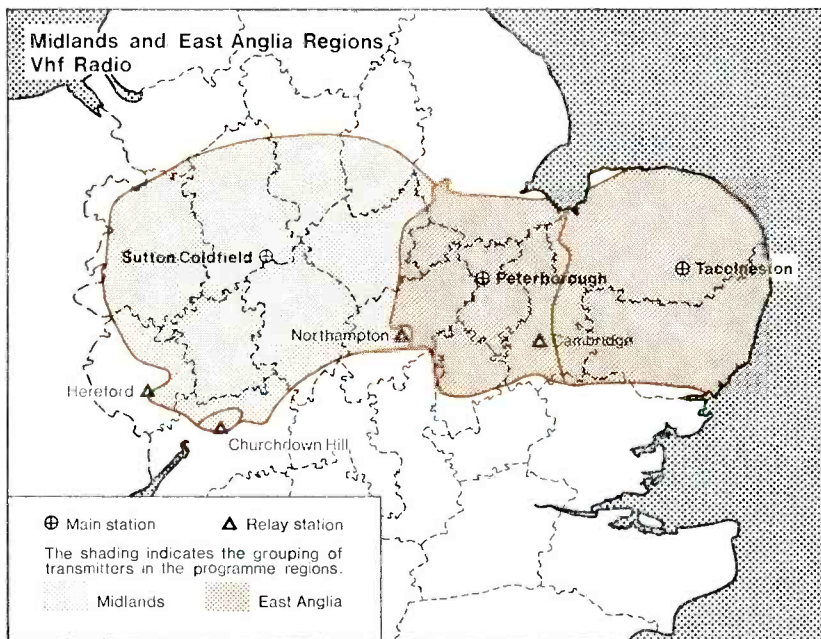 Midlands and East Anglia Regions
Vhf Radio
Sutton Coldfield
Peterborough
Tacolneston
Northampton
Cambridge
Hereford
Churchdown Hill
Main station
Relay station
The shading indicates the grouping of
transmitters in the programme regions.
Midlands
East Anglia